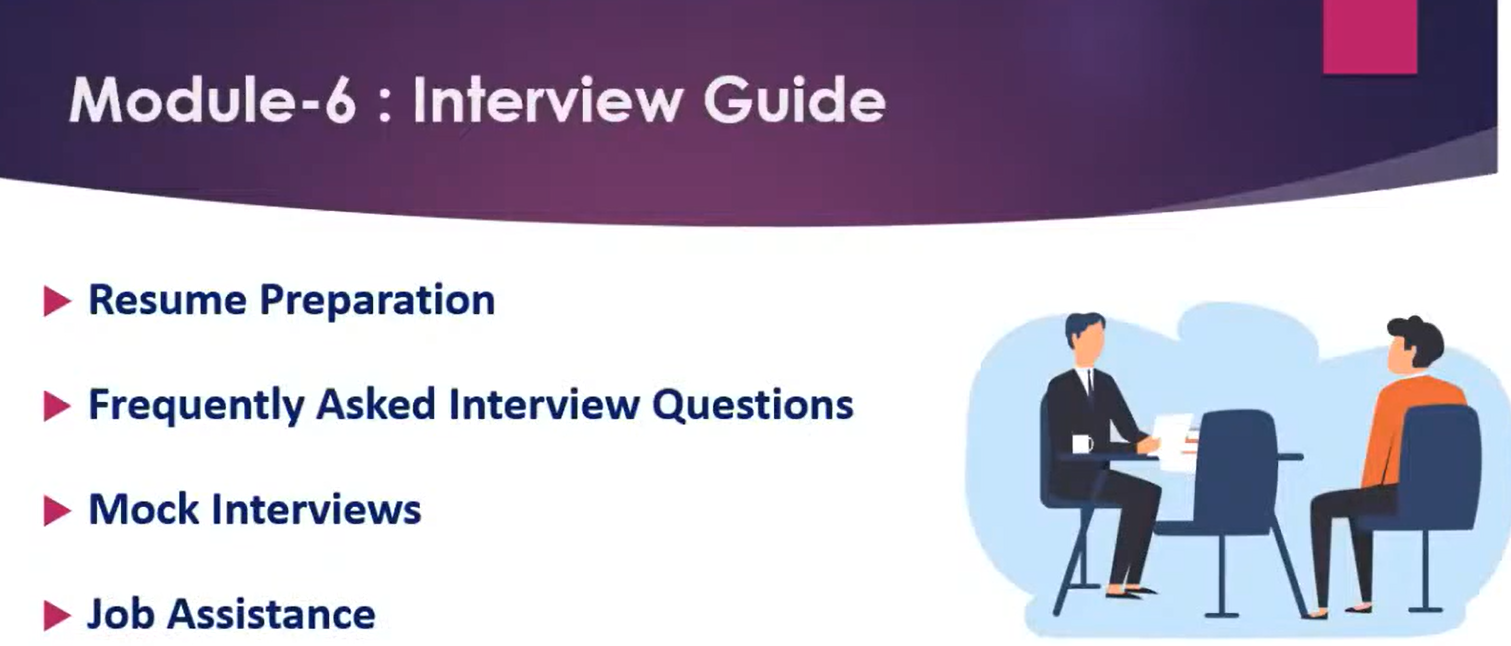 Module-6 : Interview Guide
Resume Preparation
Frequently Asked Interview Questions
Mock Interviews
Job Assistance